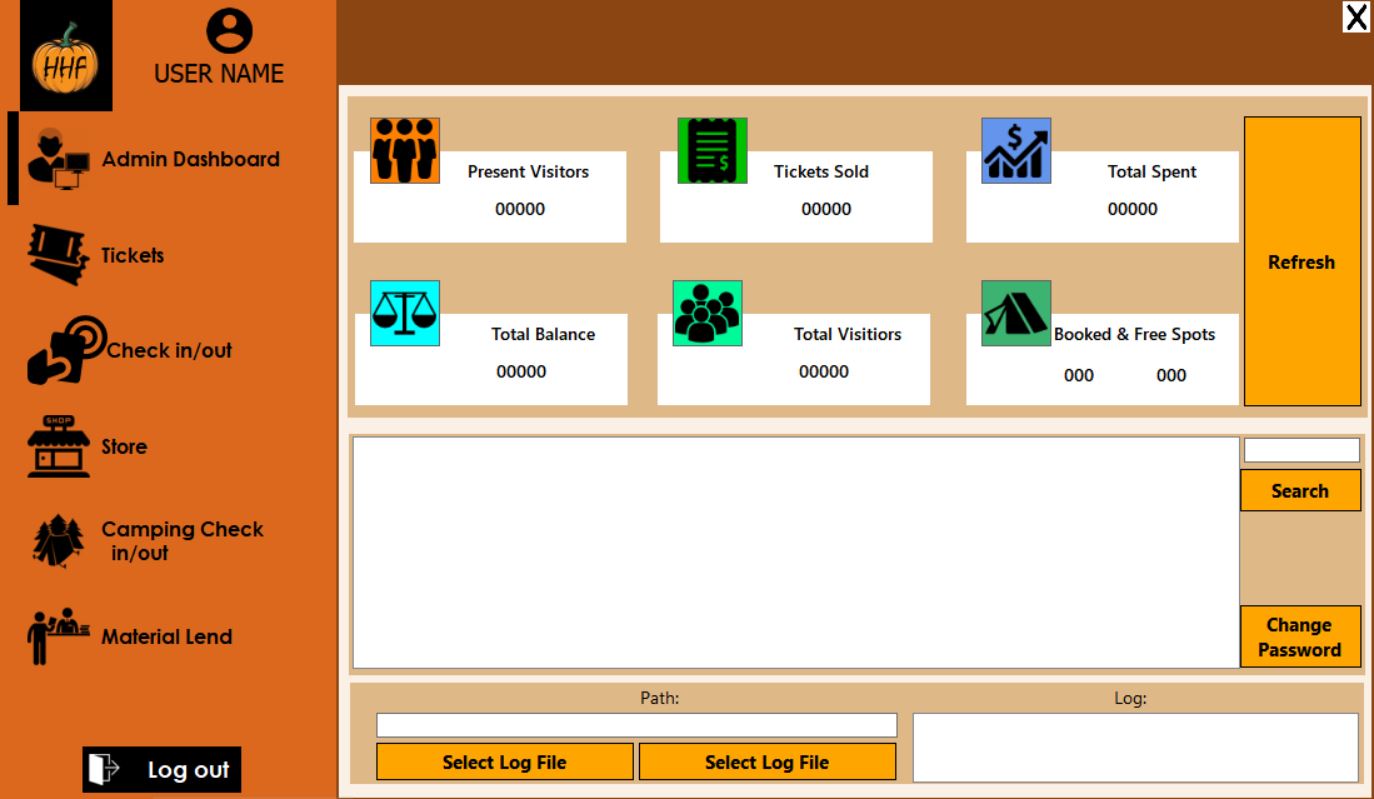 X
HHF
USER NAME
Admin Dashboard
Tickets
Check in/out
SHOP
Store
Camping Check
in/out
Material Lend
Log out
Present Visitors
00000
Tickets Sold
00000
$
Total Spent
00000
Refresh
Total Balance
00000
Total Visitiors
00000
Booked & Free Spots
000 000
Search
Change
Password
Path:
Select Log File
Select Log File
Log: